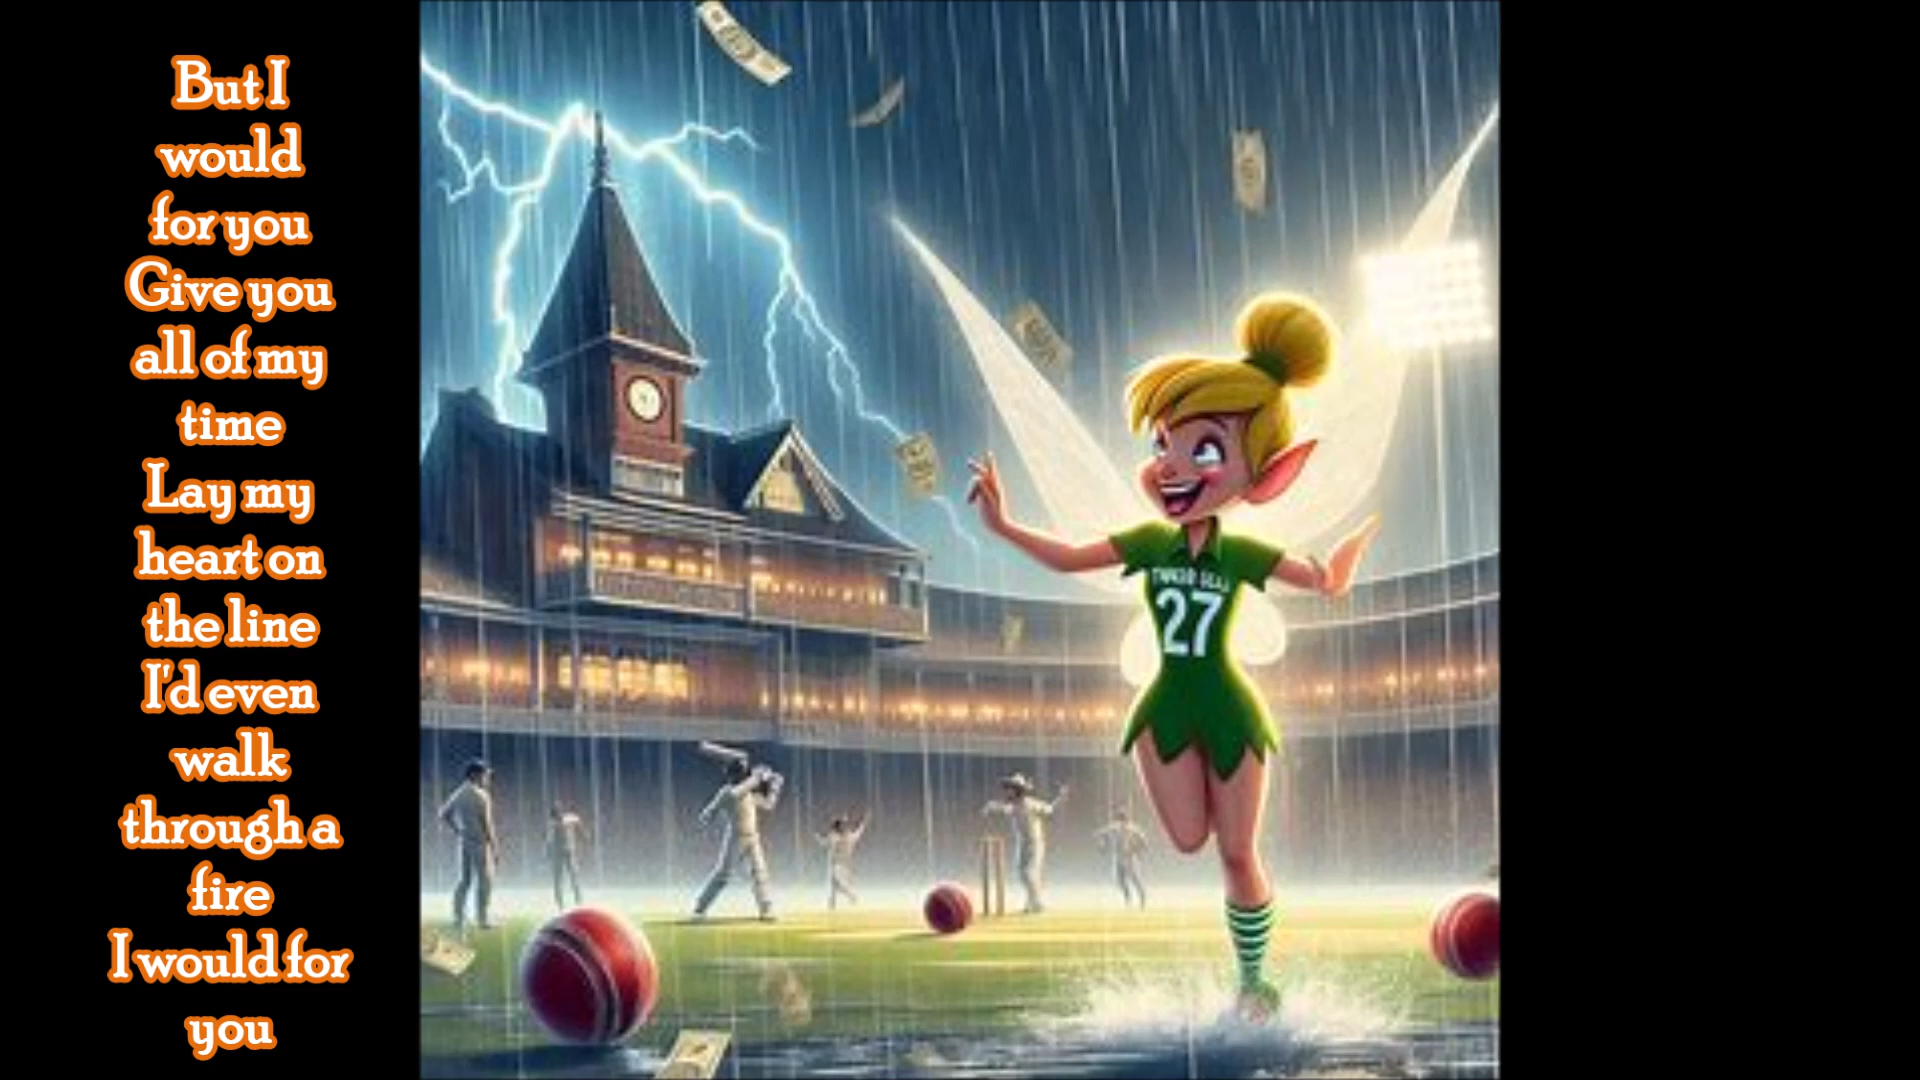 But I
would
for you
Give you
all of my
time
Lay my
heart on
the line
I'd even
walk
through a
fire
I would for
you
27